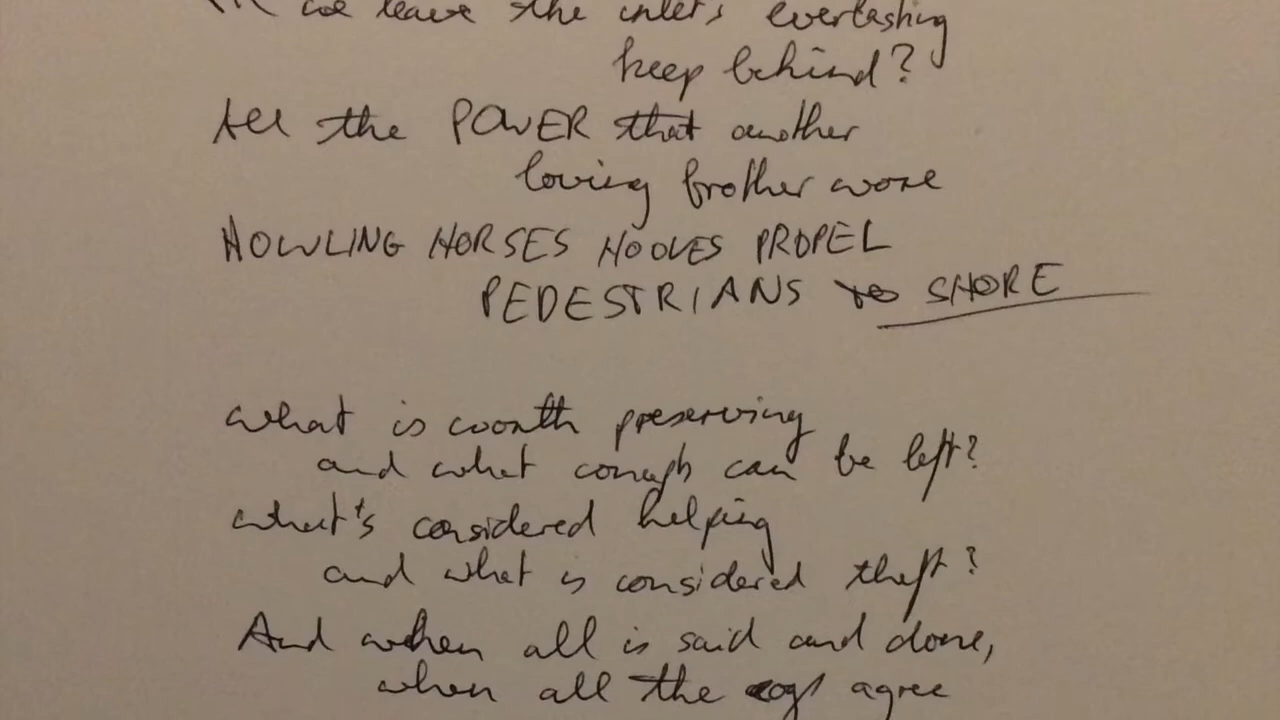 we leave the inlet's everlasting
keep behind?
All the POWER that another
loving brother wore
HOWLING HORSES HOOVES PROPEL
PEDESTRIANS to SHORE
what is worth preserving
and what can be left?
what's considered helping
and what is considered theft?
And when all is said and done,
when all the agree